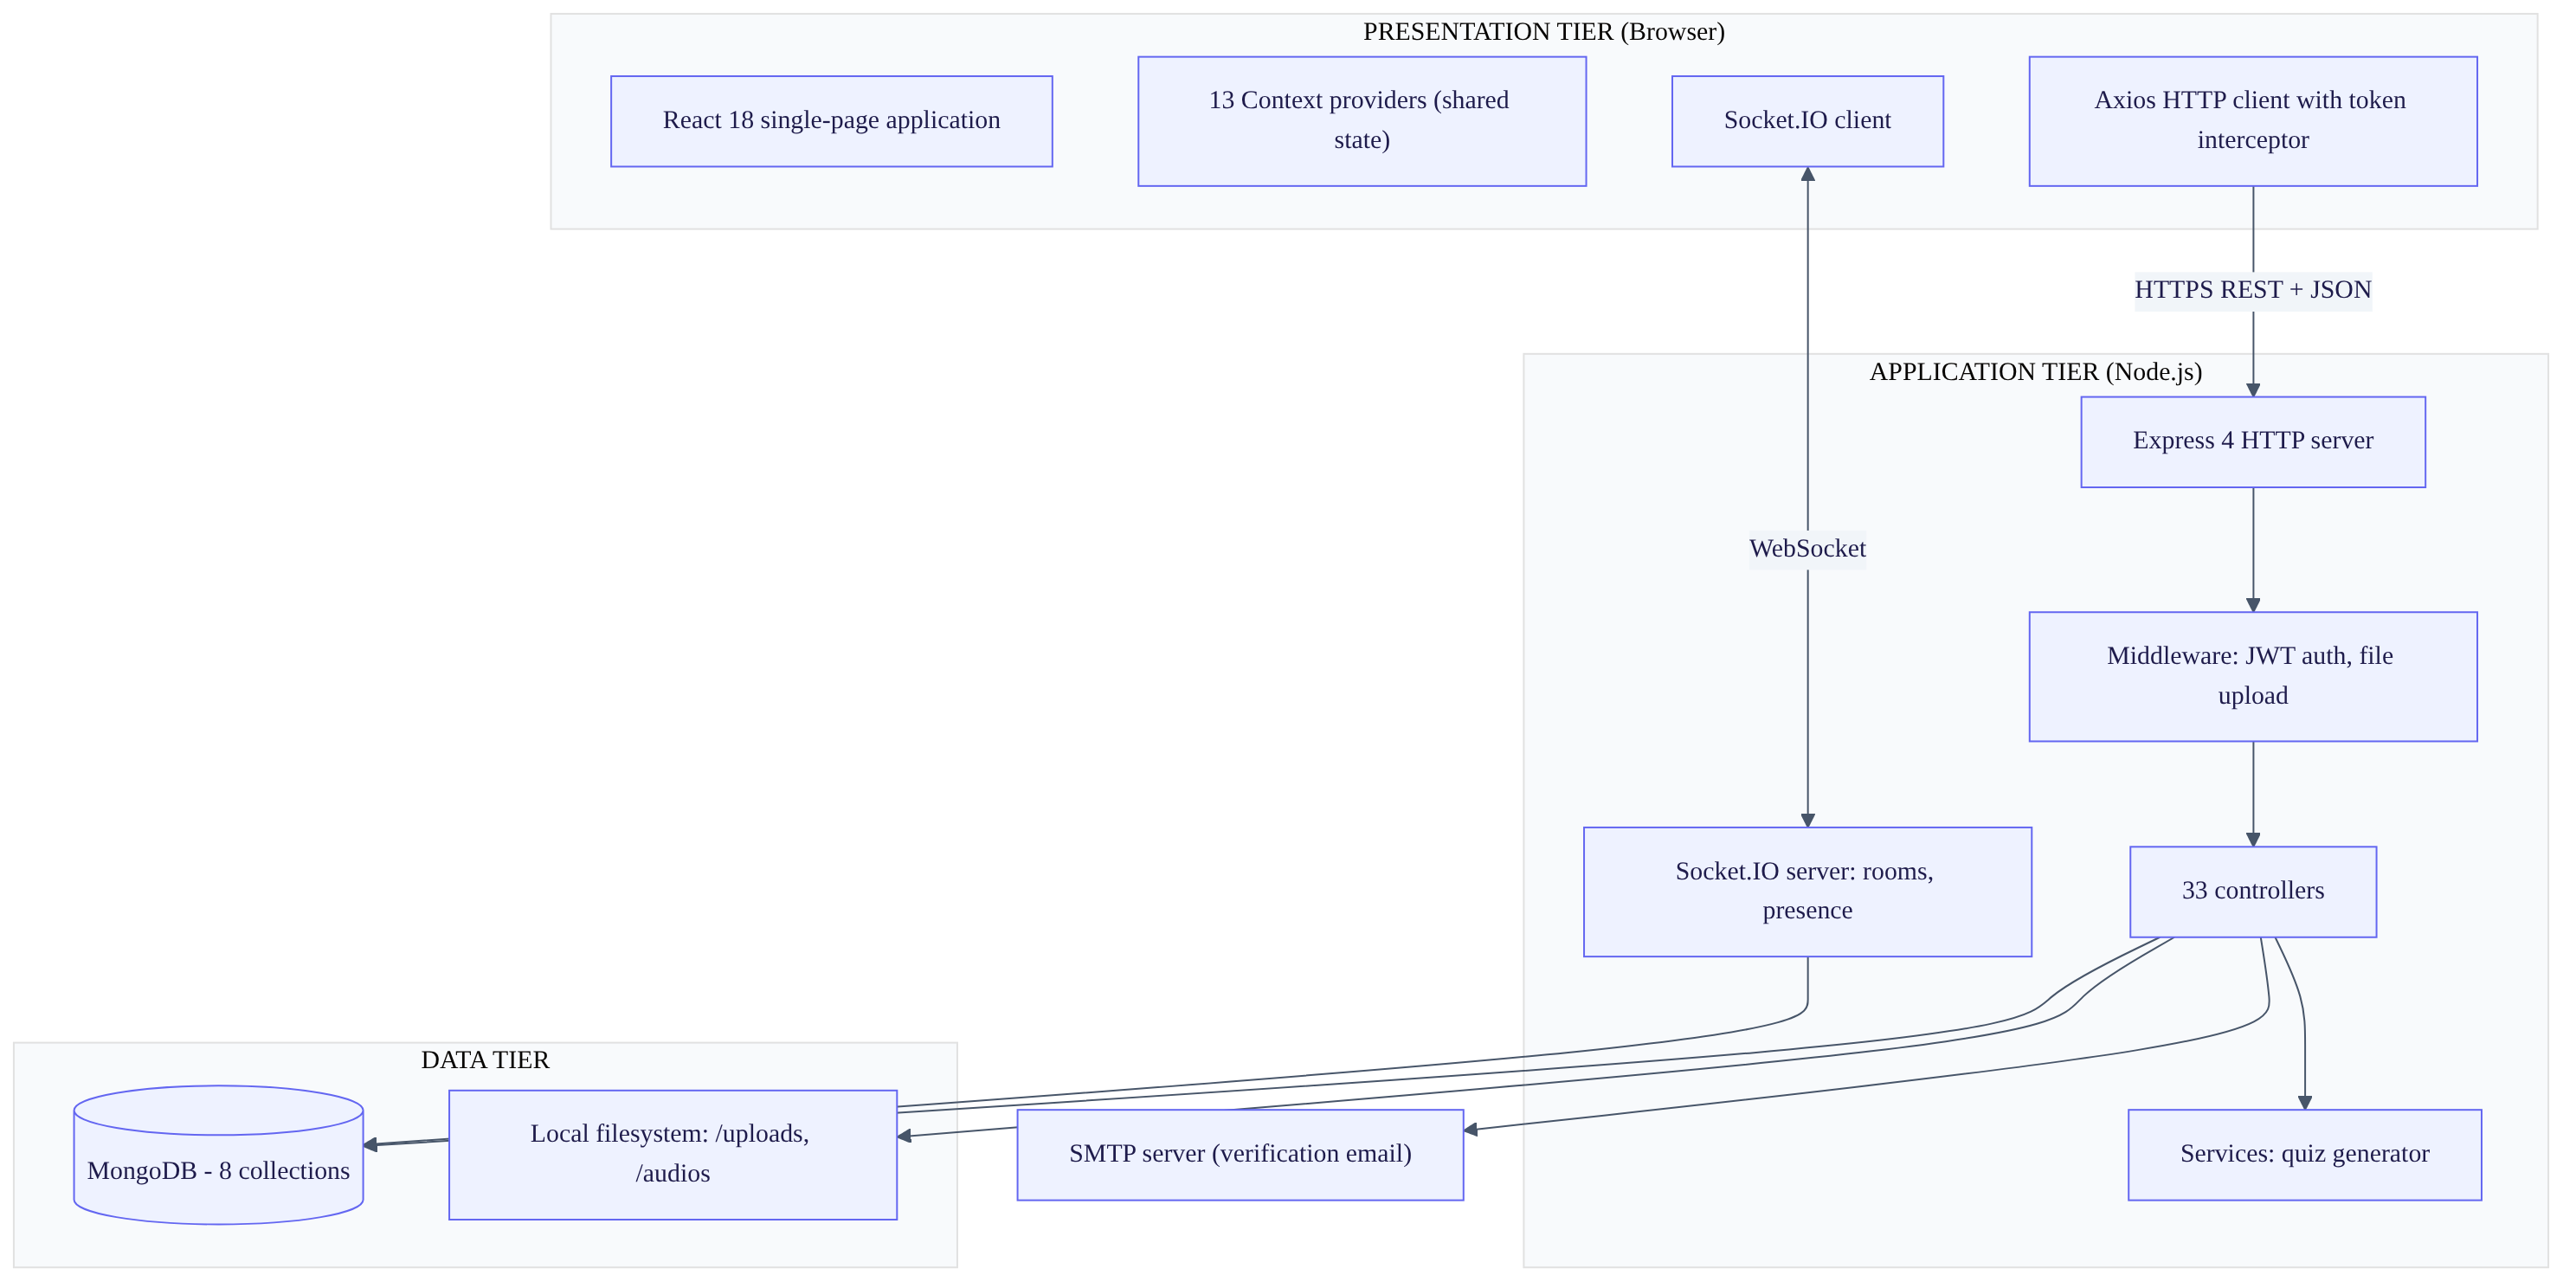 PRESENTATION TIER (Browser)
React 18 single-page application
13 Context providers (shared
state)
Socket.IO client
Axios HTTP client with token
interceptor
HTTPS REST + JSON
WebSocket
APPLICATION TIER (Node.js)
Express 4 HTTP server
Middleware: JWT auth, file
upload
Socket.IO server: rooms,
presence
33 controllers
DATA TIER
MongoDB - 8 collections
Local filesystem: /uploads,
/audios
SMTP server (verification email)
Services: quiz generator